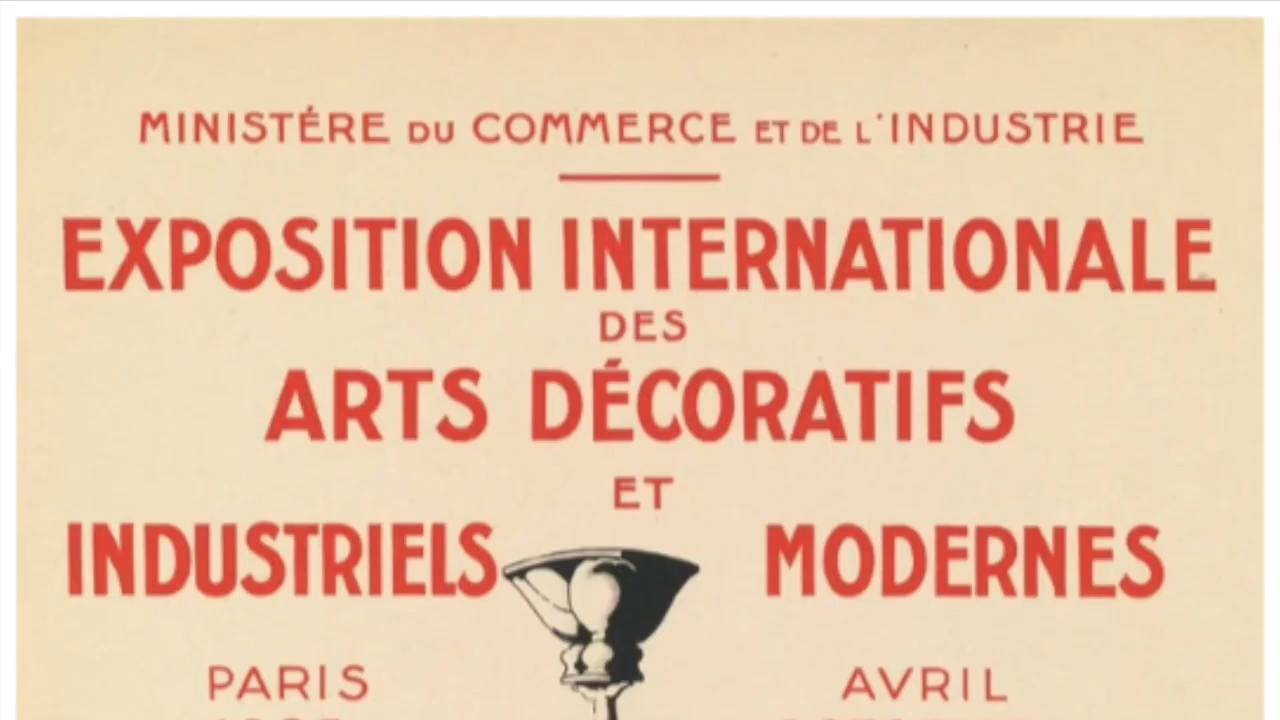 MINISTÉRE DU COMMERCE ET DE L'INDUSTRIE
EXPOSITION INTERNATIONALE
DES
ARTS DÉCORATIFS
ET
INDUSTRIELS MODERNES
PARIS AVRIL